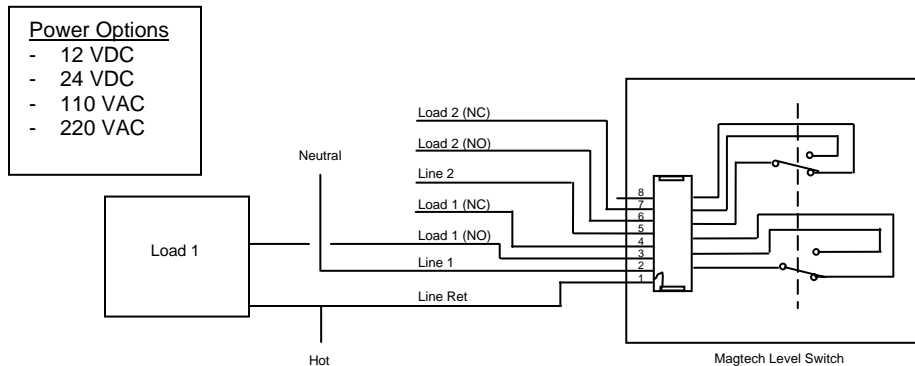 Power Options
- 12 VDC
- 24 VDC
- 110 VAC
- 220 VAC
Load 2 (NC)
Load 2 (NO)
Neutral
Line 2
Load 1 (NC)
Load 1
Load 1 (NO)
Line 1
Line Ret
Hot
8
7
6
5
4
3
2
1
Magtech Level Switch